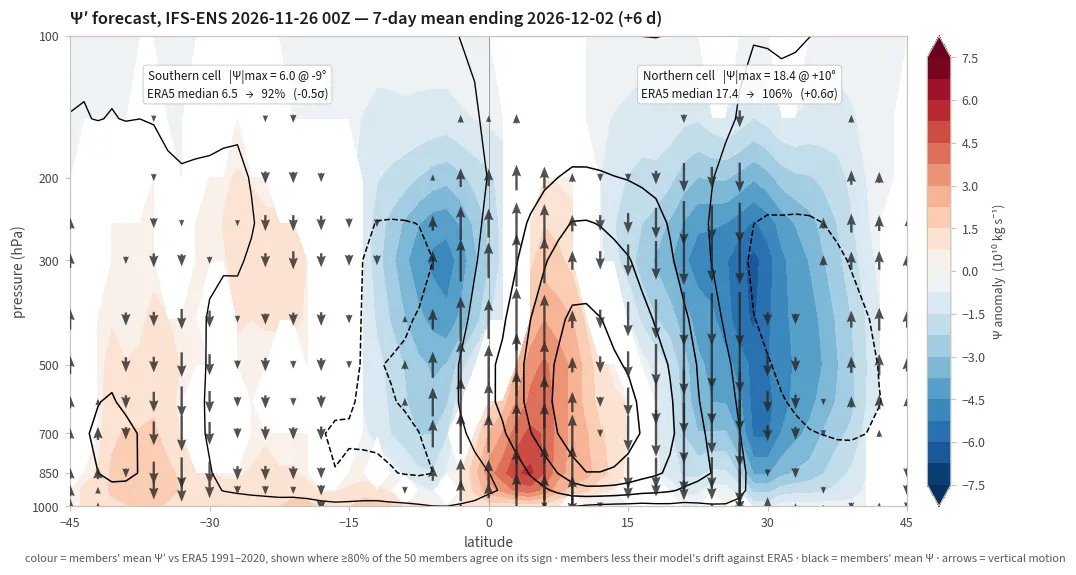 Ψ′ forecast, IFS-ENS 2026-11-26 00Z — 7-day mean ending 2026-12-02 (+6 d)
Southern cell |Ψ|max = 6.0 @ -9°
ERA5 median 6.5 → 92% (-0.5σ)
Northern cell |Ψ|max = 18.4 @ +10°
ERA5 median 17.4 → 106% (+0.6σ)
pressure (hPa)
100
200
300
400
500
700
850
1000
−45
−30
−15
0
15
30
45
latitude
7.5
6.0
4.5
3.0
1.5
0.0
−1.5
−3.0
−4.5
−6.0
−7.5
Ψ anomaly (10¹⁰ kg s⁻¹)
colour = members' mean Ψ′ vs ERA5 1991–2020, shown where ≥80% of the 50 members agree on its sign · members less their model's drift against ERA5 · black = members' mean Ψ · arrows = vertical motion